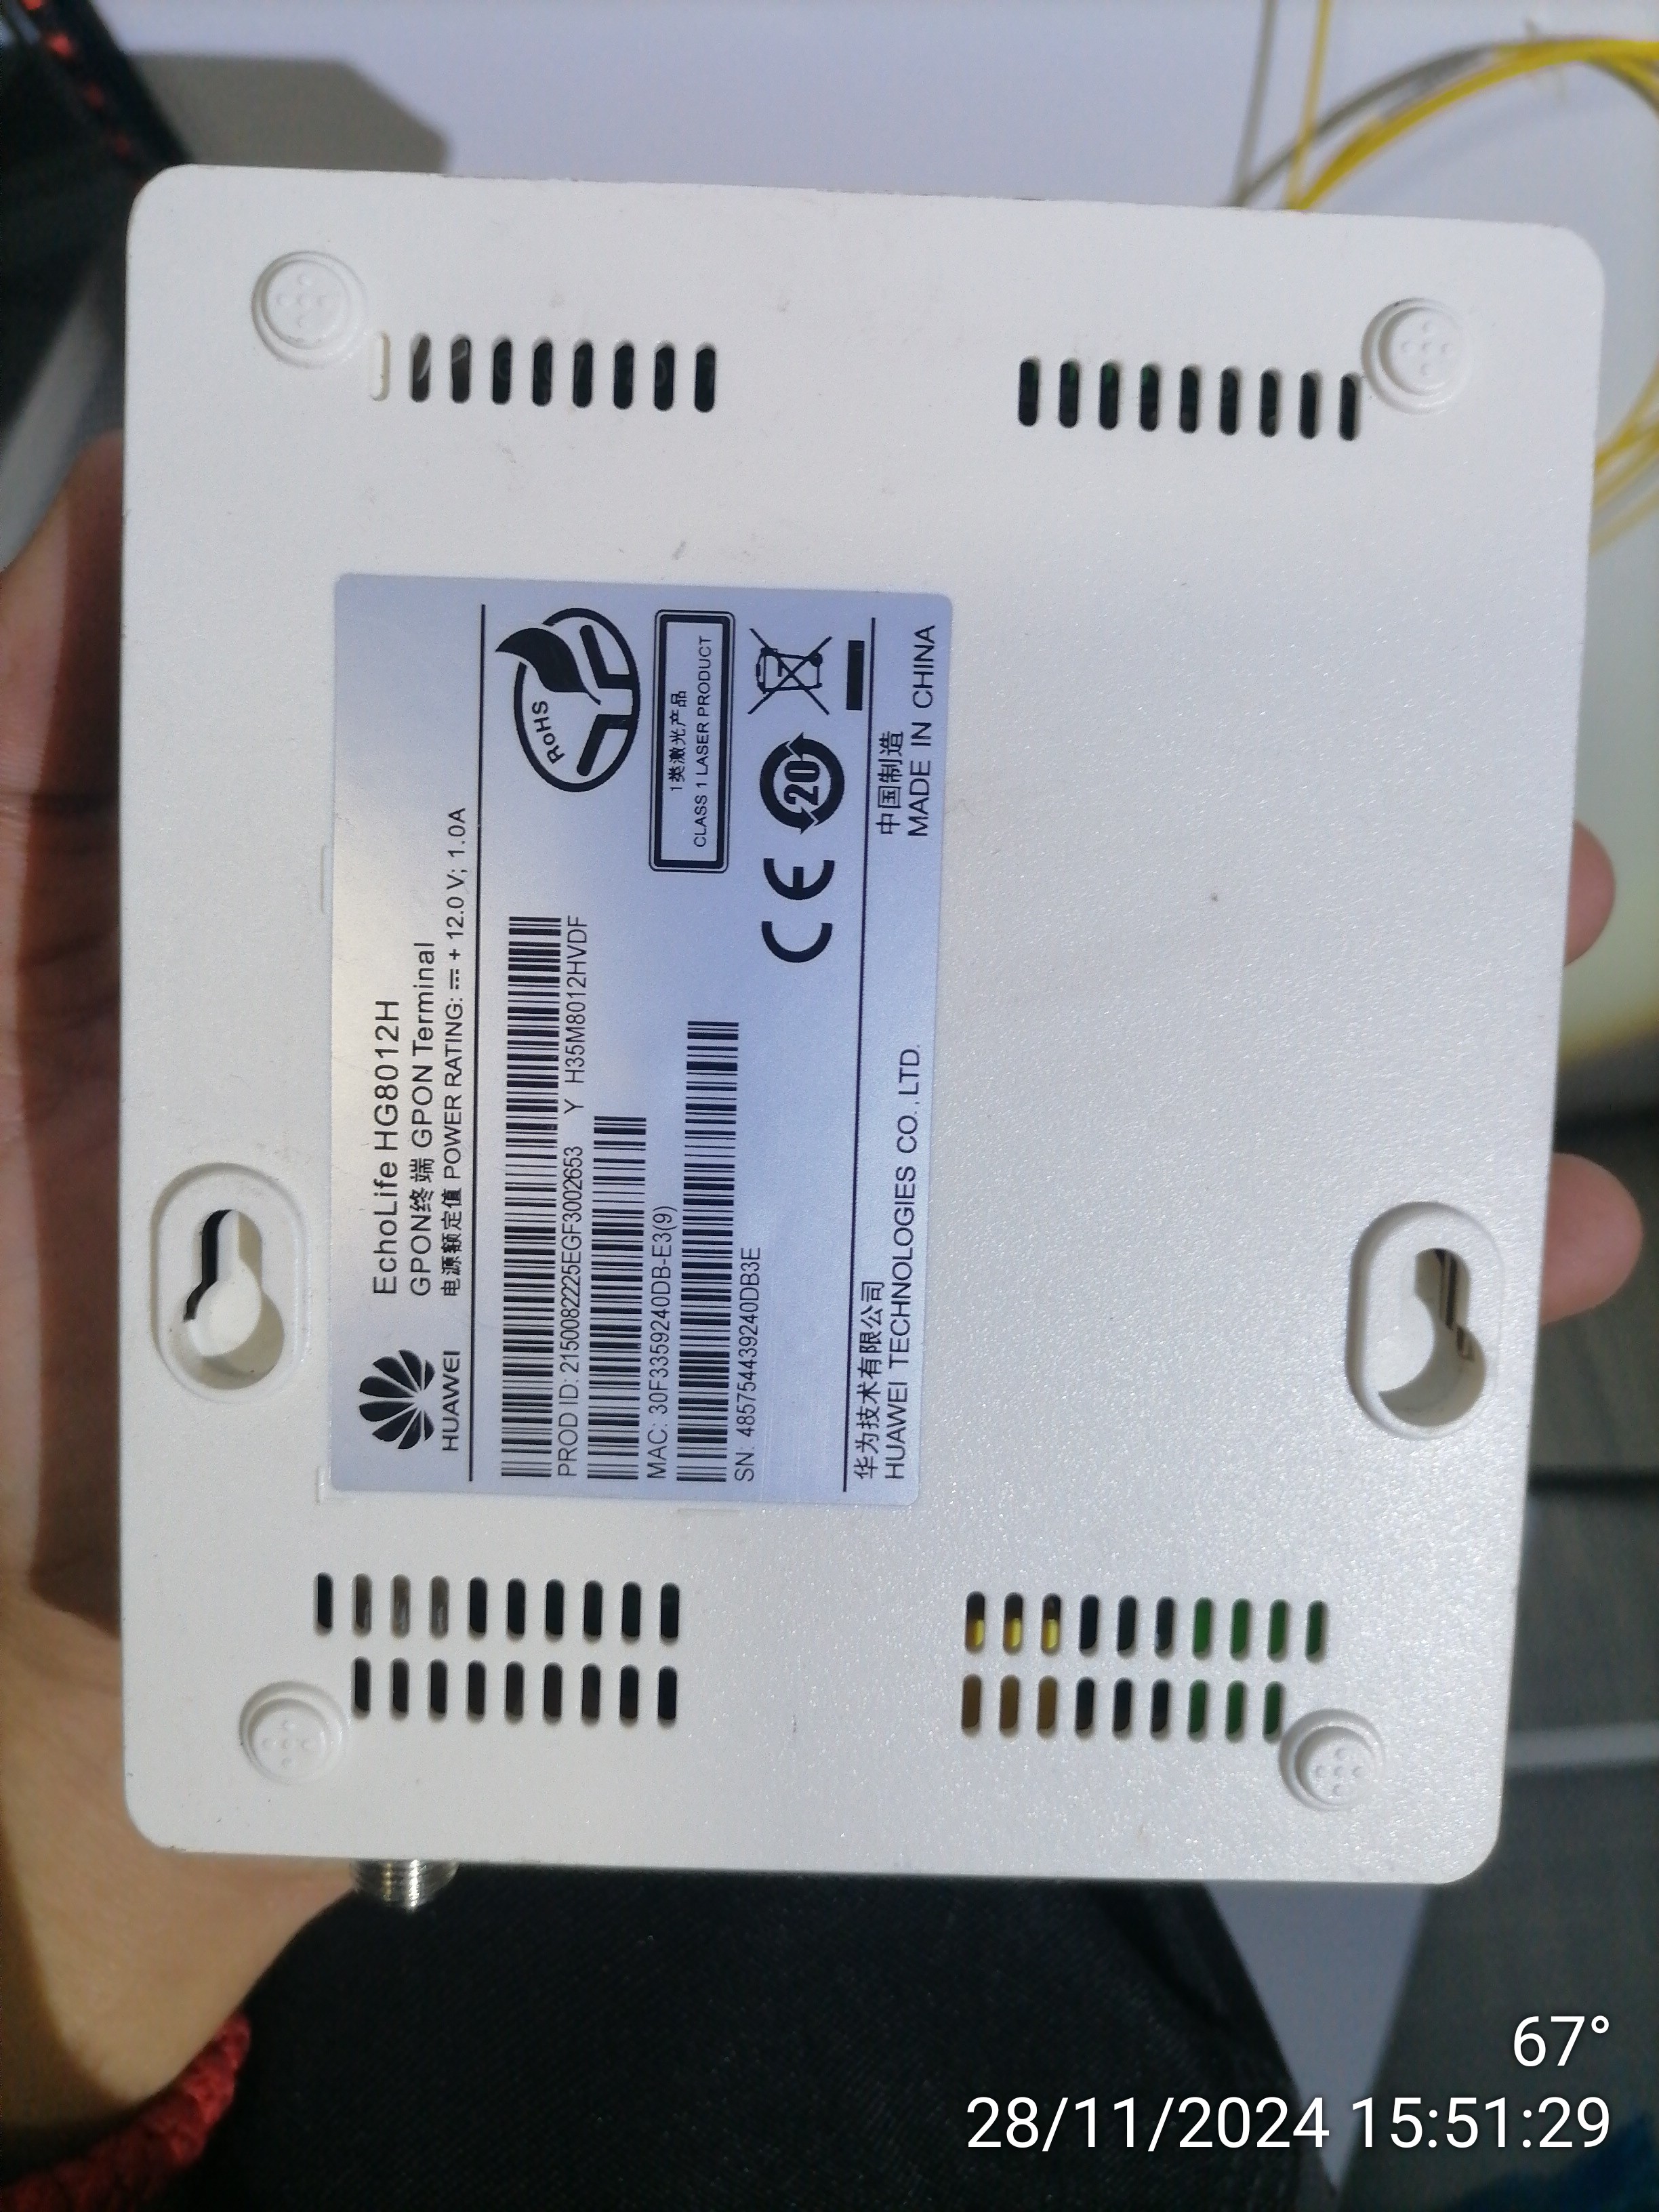 HUAWEI
EchoLife HG8012H
GPON终端 GPON Terminal
电源额定值 POWER RATING: ⎓ + 12.0 V; 1.0A
PROD ID: 2150082225EGF3002653 Y H35M8012HVDF
MAC: 30F3359240DB-E3(9)
SN: 485754439240DB3E
RoHS
1类激光产品
CLASS 1 LASER PRODUCT
CE
20
华为技术有限公司
HUAWEI TECHNOLOGIES CO.,LTD.
中国制造
MADE IN CHINA
67°
28/11/2024 15:51:29